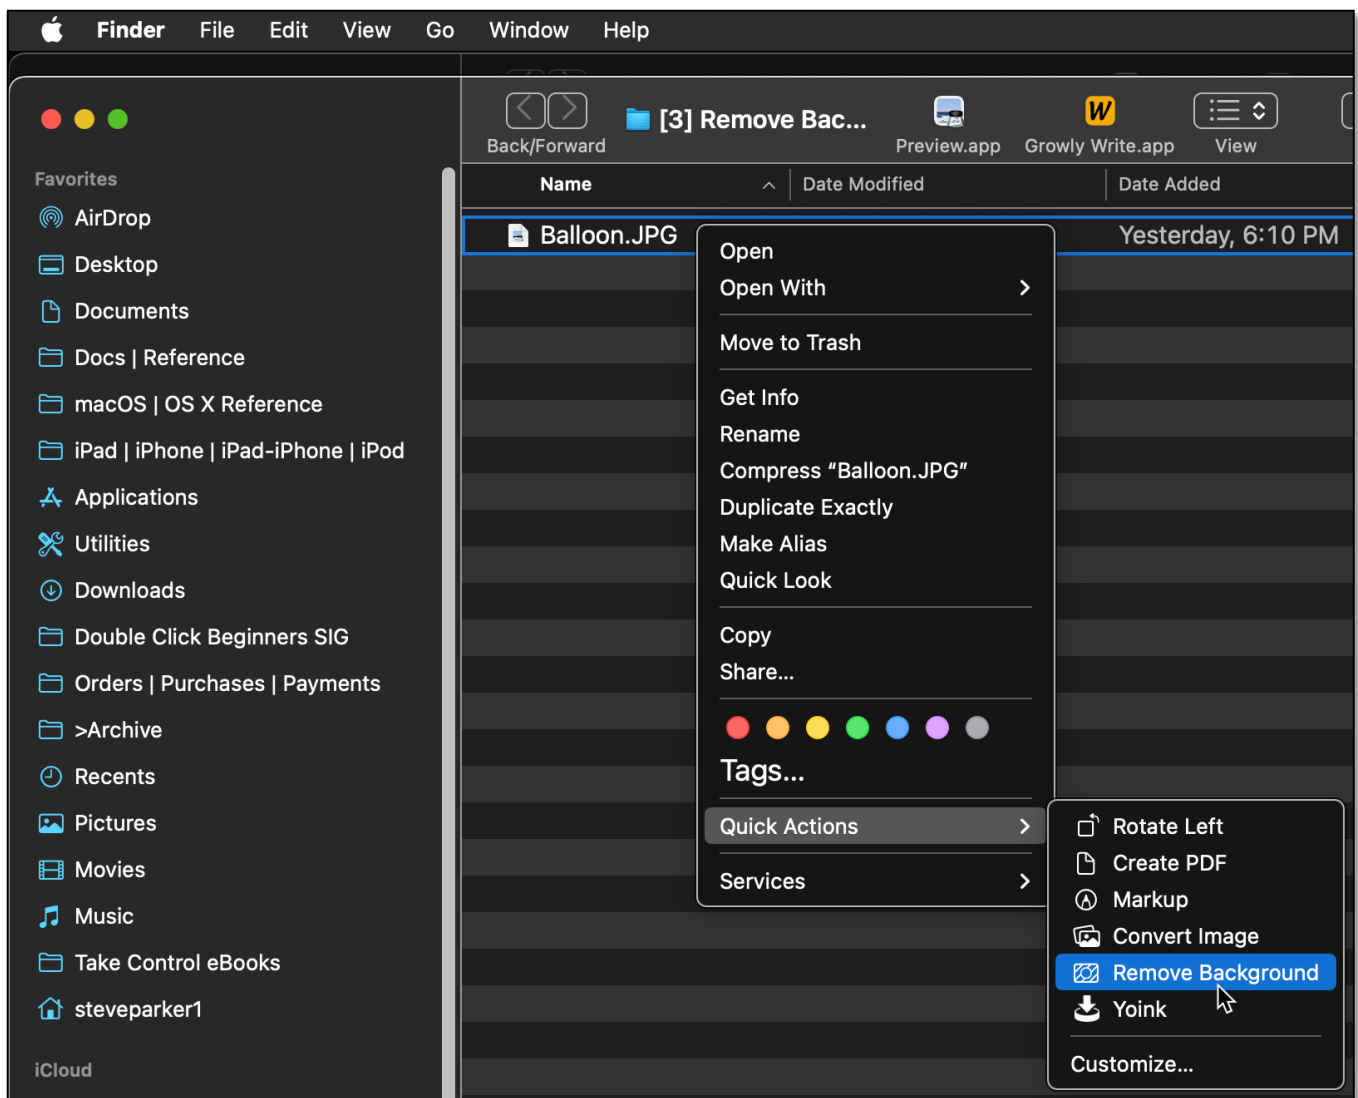 Finder File Edit View Go Window Help
[3] Remove Bac...
Back/Forward Preview.app Growly Write.app View
W
Favorites
AirDrop
Desktop
Documents
Docs | Reference
macOS | OS X Reference
iPad | iPhone | iPad-iPhone | iPod
Applications
Utilities
Downloads
Double Click Beginners SIG
Orders | Purchases | Payments
>Archive
Recents
Pictures
Movies
Music
Take Control eBooks
steveparker1
iCloud
Name Date Modified Date Added
Balloon.JPG Yesterday, 6:10 PM
Open
Open With
Move to Trash
Get Info
Rename
Compress “Balloon.JPG”
Duplicate Exactly
Make Alias
Quick Look
Copy
Share...
Tags...
Quick Actions
Services
Rotate Left
Create PDF
Markup
Convert Image
Remove Background
Yoink
Customize...